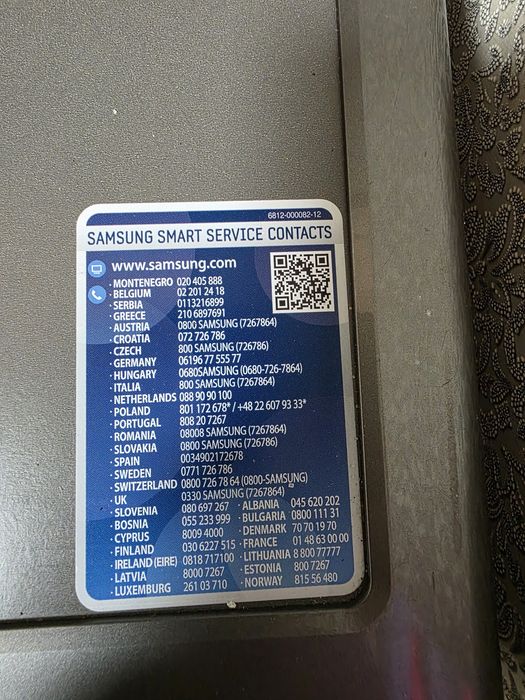 6812-000082-12
SAMSUNG SMART SERVICE CONTACTS
www.samsung.com
· MONTENEGRO 020 405 888
· BELGIUM 02 201 24 18
· SERBIA 0113216899
· GREECE 210 6897691
· AUSTRIA 0800 SAMSUNG (7267864)
· CROATIA 072 726 786
· CZECH 800 SAMSUNG (726786)
· GERMANY 06196 77 555 77
· HUNGARY 0680SAMSUNG (0680-726-7864)
· ITALIA 800 SAMSUNG (7267864)
· NETHERLANDS 088 90 90 100
· POLAND 801 172 678* / +48 22 607 93 33*
· PORTUGAL 808 20 7267
· ROMANIA 08008 SAMSUNG (7267864)
· SLOVAKIA 0800 SAMSUNG (726786)
· SPAIN 0034902172678
· SWEDEN 0771 726 786
· SWITZERLAND 0800 726 78 64 (0800-SAMSUNG)
· UK 0330 SAMSUNG (7267864)
· SLOVENIA 080 697 267 · ALBANIA 045 620 202
· BOSNIA 055 233 999 · BULGARIA 0800 111 31
· CYPRUS 8009 4000 · DENMARK 70 70 19 70
· FINLAND 030 6227 515 · FRANCE 01 48 63 00 00
· IRELAND (EIRE) 0818 717100 · LITHUANIA 8 800 77777
· LATVIA 8000 7267 · ESTONIA 800 7267
· LUXEMBURG 261 03 710 · NORWAY 815 56 480